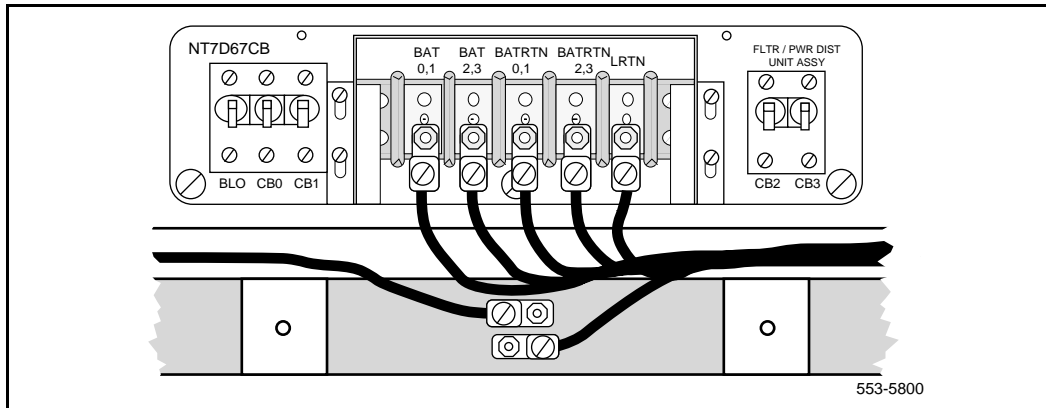 NT7D67CB
BAT 0,1
BAT 2,3
BATRTN 0,1
BATRTN 2,3
LRTN
FLTR / PWR DIST
UNIT ASSY
BLO CB0 CB1
CB2 CB3
553-5800